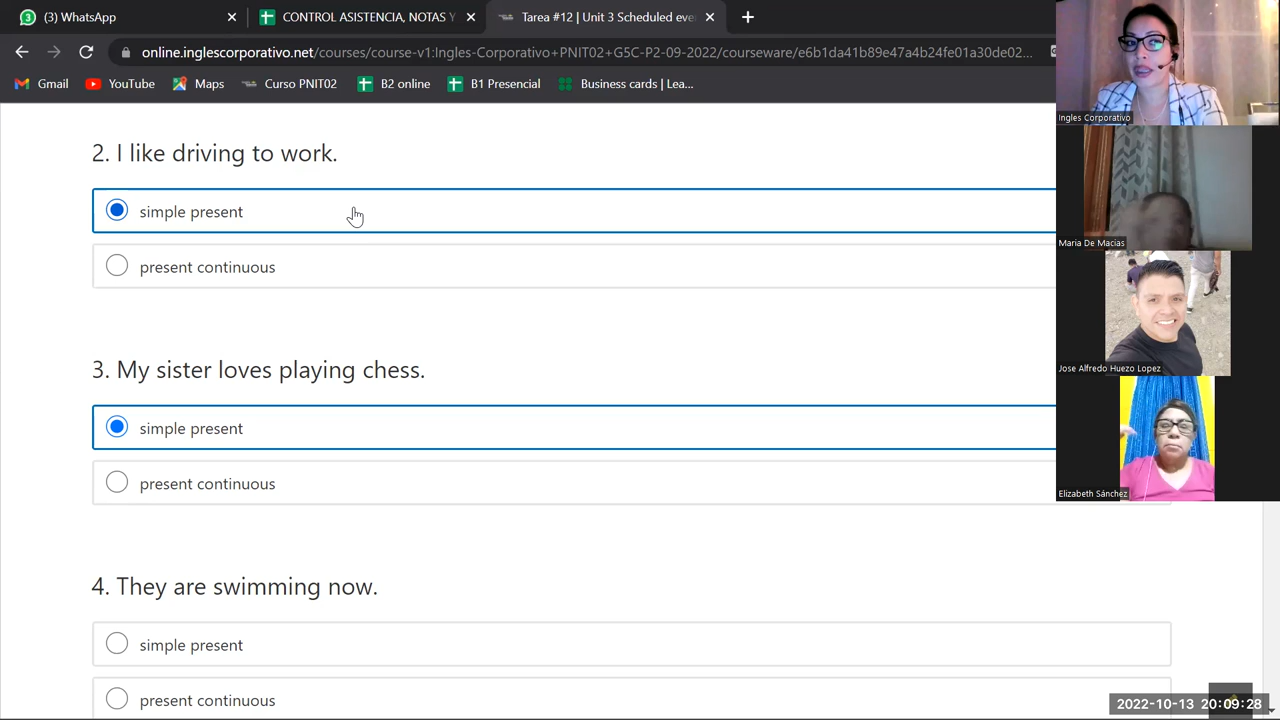 (3) WhatsApp
CONTROL ASISTENCIA, NOTAS Y
Tarea #12 | Unit 3 Scheduled eve
online.inglescorporativo.net/courses/course-v1
PNIT02+G5C-P2-09-2022/courseware/e6b1da41b89e4
Gmail
YouTube
Maps
Curso PNIT02
B2 online
B1 Presencial
Business cards | Lea...
2. I like driving to work.
simple present
present continuous
3. My sister loves playing chess.
simple present
present continuous
4. They are swimming now.
simple present
present continuous
Ingles Corporativo
Maria De Macias
Jose Alfredo Huezo Lopez
Elizabeth Sánchez
2022-10-13 20:09:28